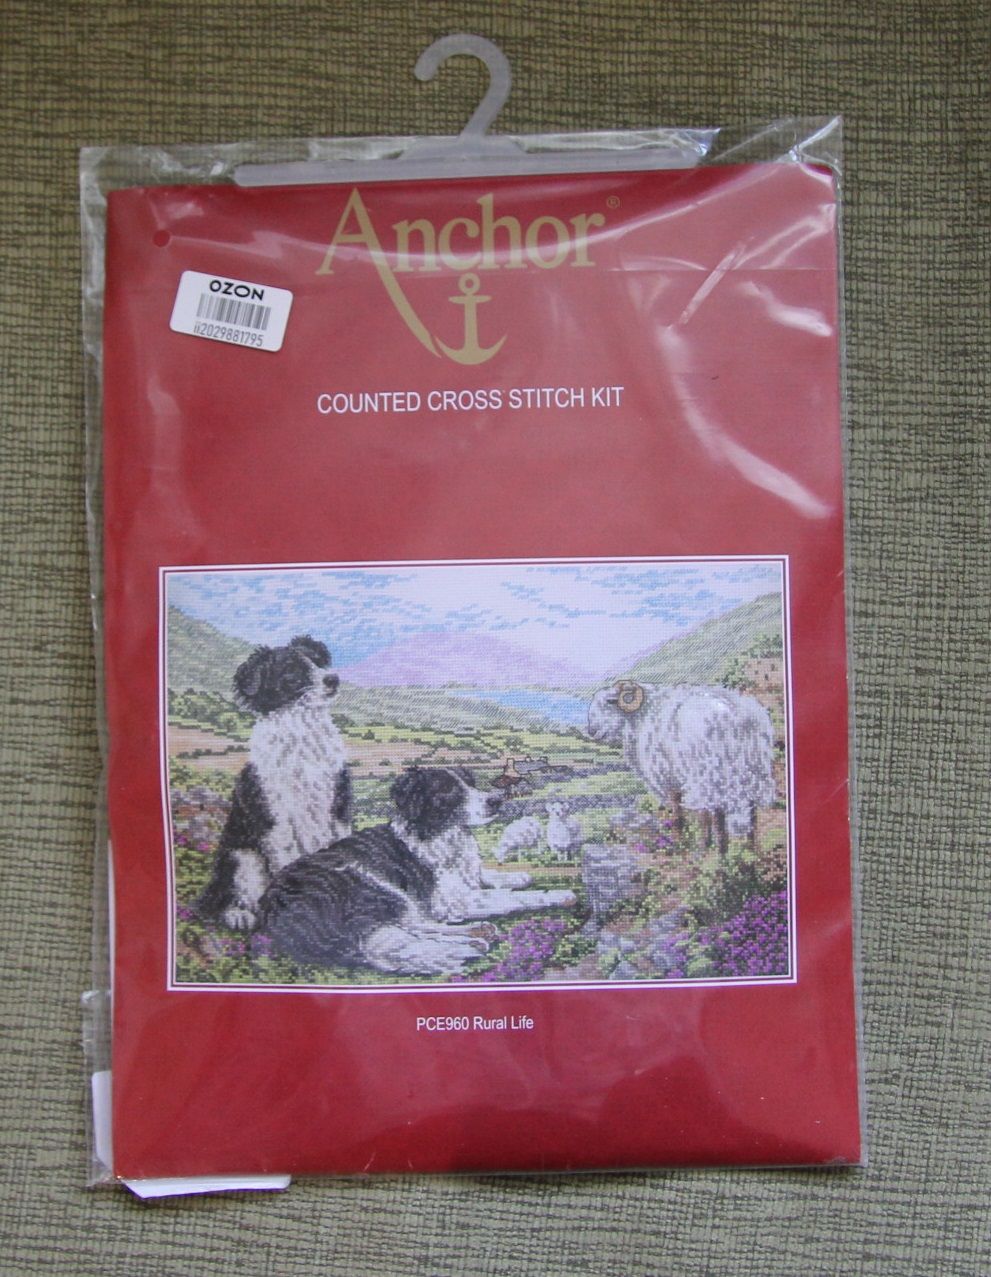 Anchor®
OZON
ii2029881795
COUNTED CROSS STITCH KIT
PCE960 Rural Life